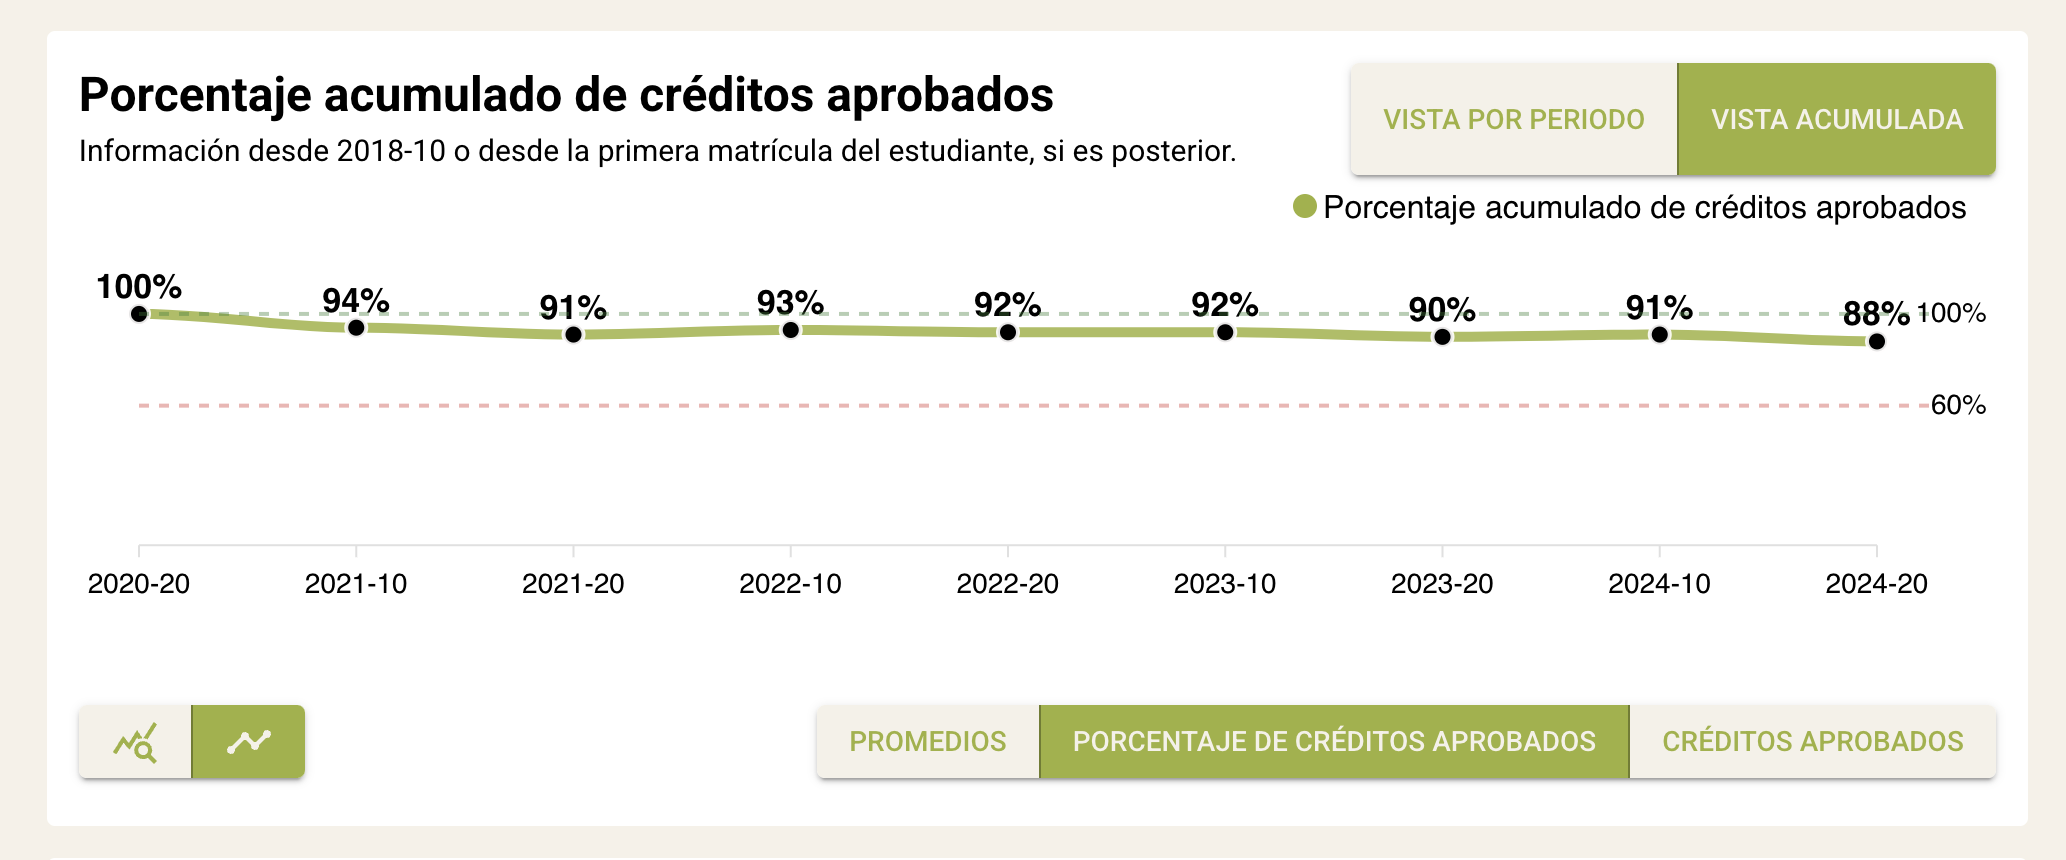 Porcentaje acumulado de créditos aprobados
Información desde 2018-10 o desde la primera matrícula del estudiante, si es posterior.
VISTA POR PERIODO
VISTA ACUMULADA
Porcentaje acumulado de créditos aprobados
100%
94%
91%
93%
92%
92%
90%
91%
88%
100%
60%
2020-20
2021-10
2021-20
2022-10
2022-20
2023-10
2023-20
2024-10
2024-20
PROMEDIOS
PORCENTAJE DE CRÉDITOS APROBADOS
CRÉDITOS APROBADOS